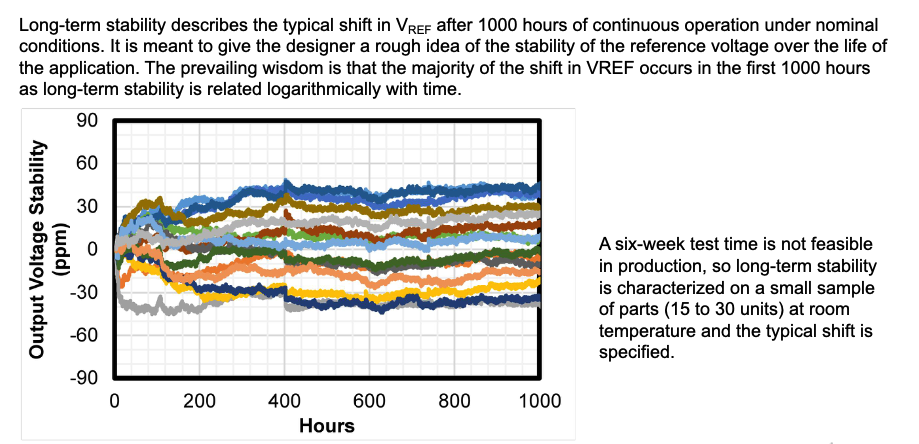 Long-term stability describes the typical shift in VREF after 1000 hours of continuous operation under nominal
conditions. It is meant to give the designer a rough idea of the stability of the reference voltage over the life of
the application. The prevailing wisdom is that the majority of the shift in VREF occurs in the first 1000 hours
as long-term stability is related logarithmically with time.
Output Voltage Stability
(ppm)
90
60
30
0
-30
-60
-90
0 200 400 600 800 1000
Hours
A six-week test time is not feasible
in production, so long-term stability
is characterized on a small sample
of parts (15 to 30 units) at room
temperature and the typical shift is
specified.